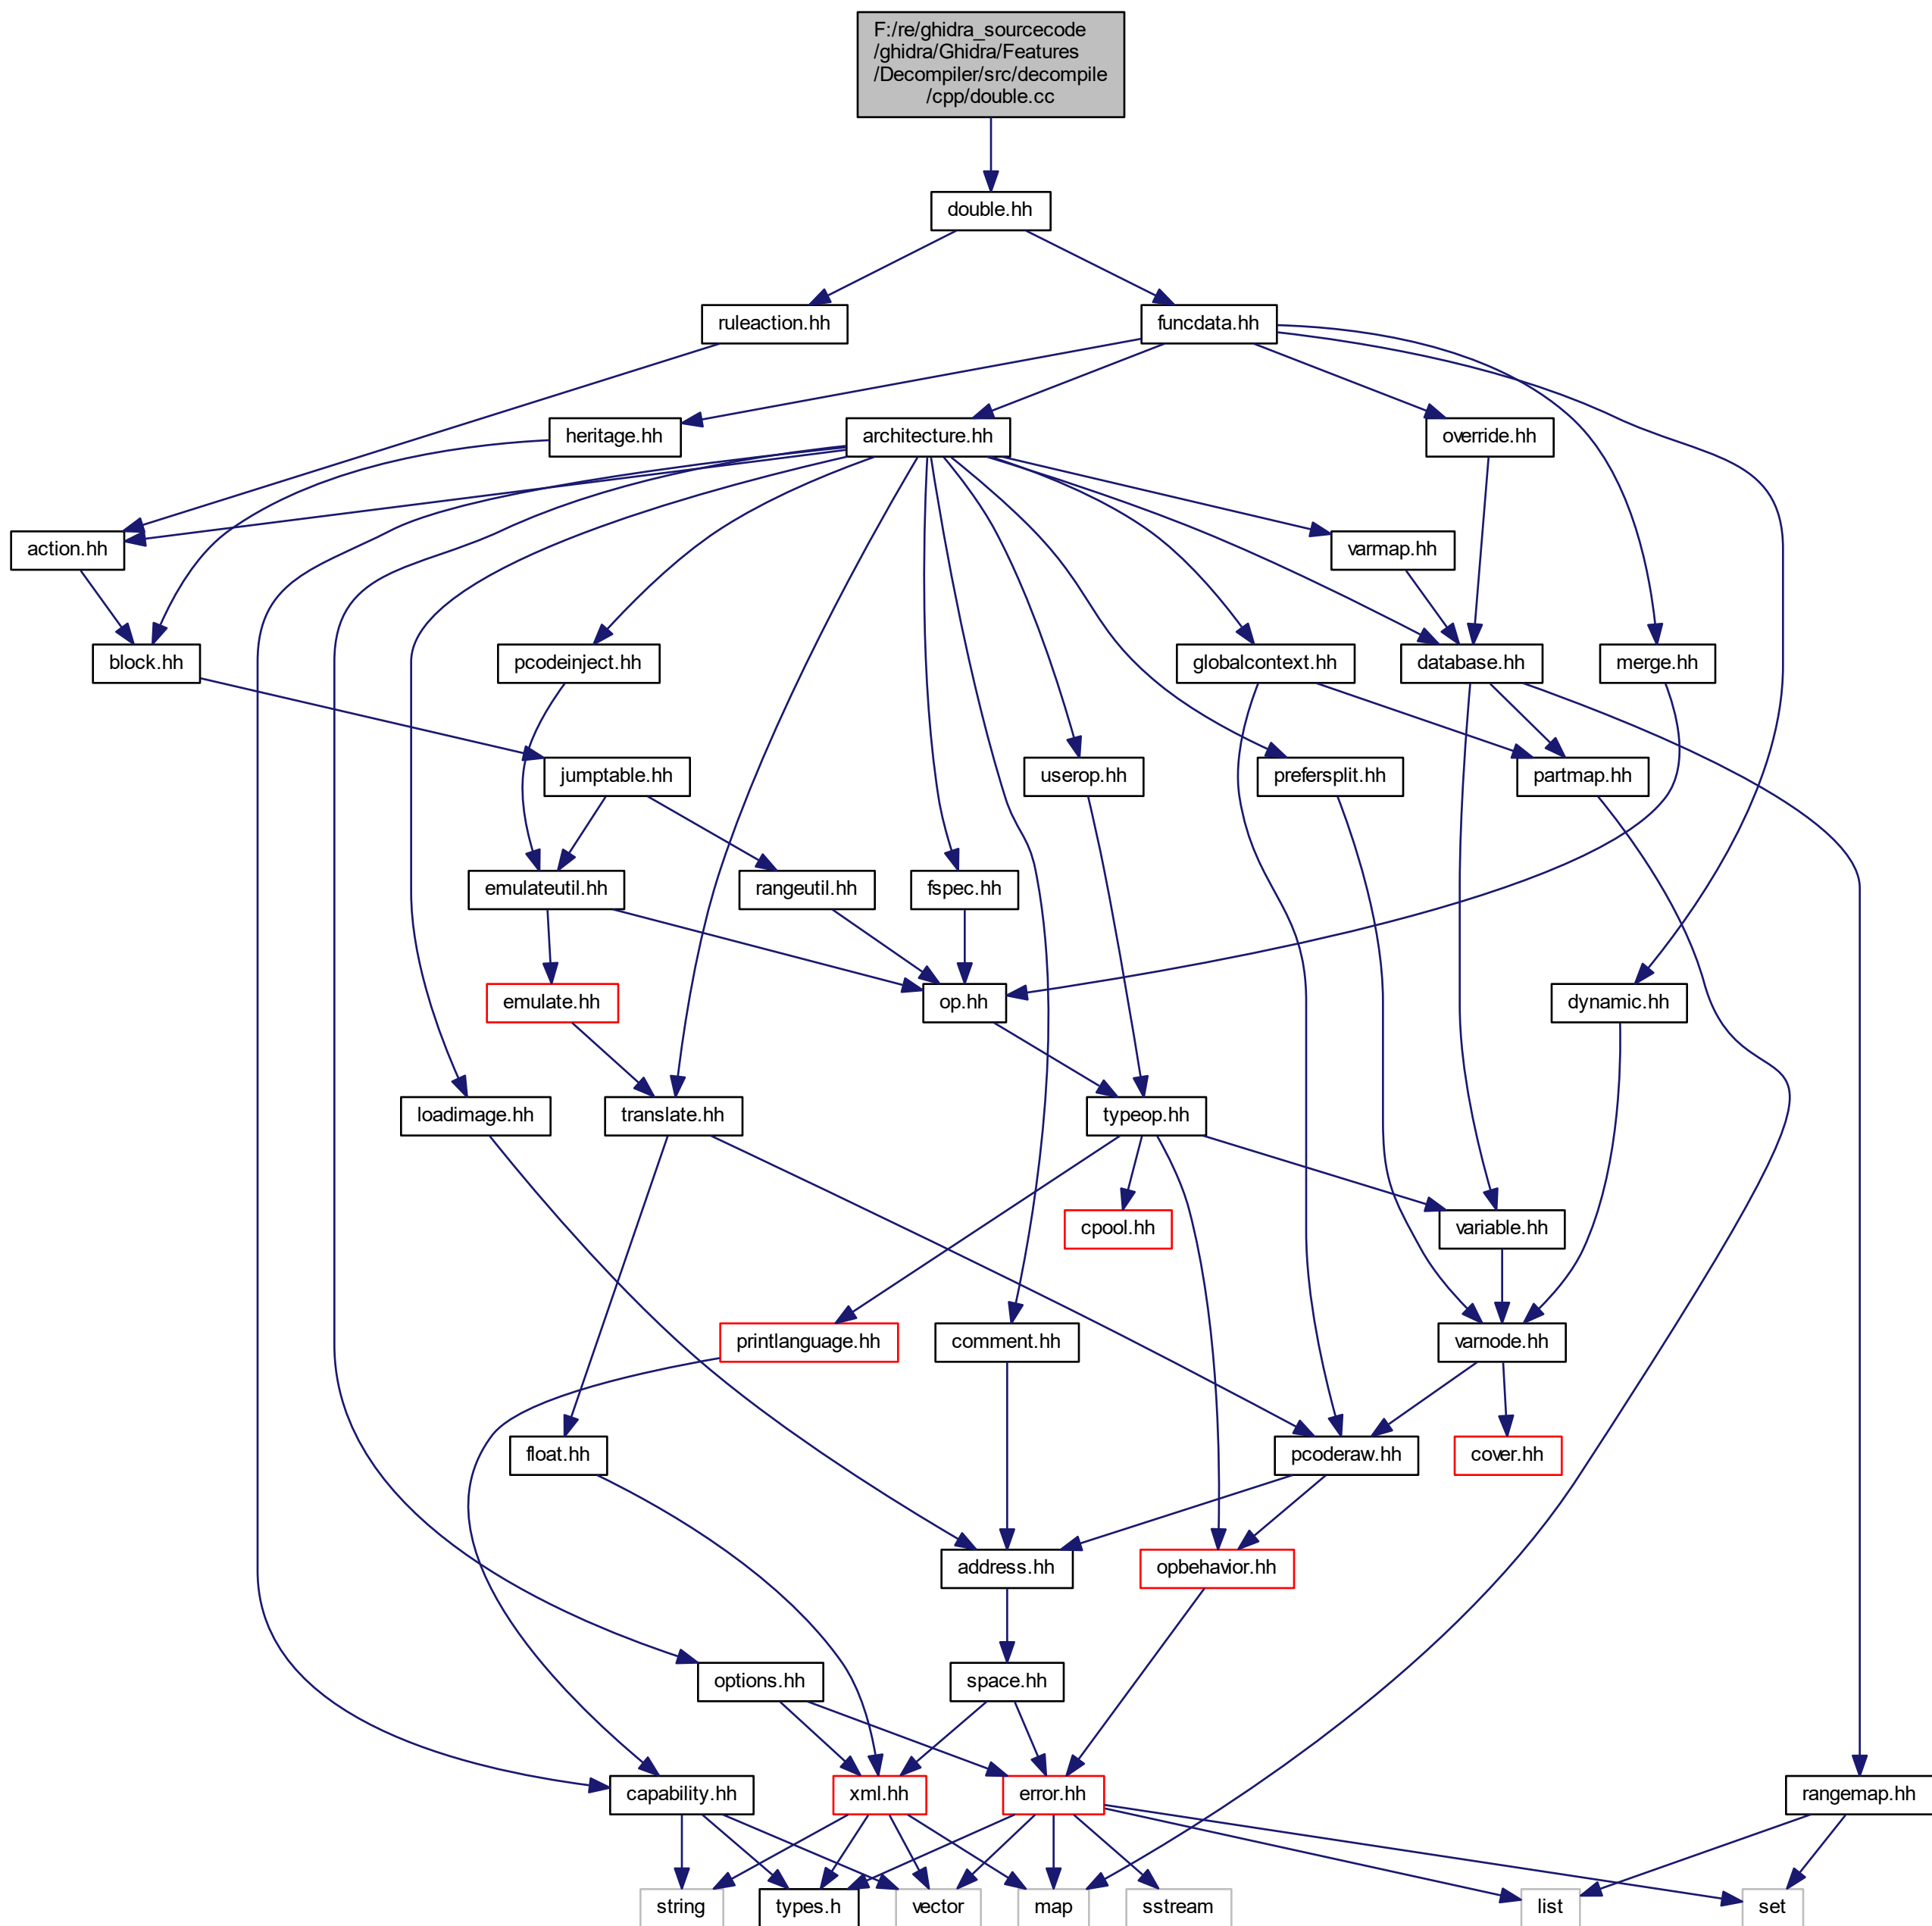 F:/re/ghidra_sourcecode
/ghidra/Ghidra/Features
/Decompiler/src/decompile
/cpp/double.cc
double.hh
ruleaction.hh
funcdata.hh
heritage.hh
architecture.hh
override.hh
action.hh
varmap.hh
block.hh
pcodeinject.hh
globalcontext.hh
database.hh
merge.hh
jumptable.hh
userop.hh
prefersplit.hh
partmap.hh
emulateutil.hh
rangeutil.hh
fspec.hh
emulate.hh
op.hh
dynamic.hh
loadimage.hh
translate.hh
typeop.hh
cpool.hh
variable.hh
printlanguage.hh
comment.hh
varnode.hh
float.hh
pcoderaw.hh
cover.hh
address.hh
opbehavior.hh
options.hh
space.hh
capability.hh
xml.hh
error.hh
rangemap.hh
string
types.h
vector
map
sstream
list
set